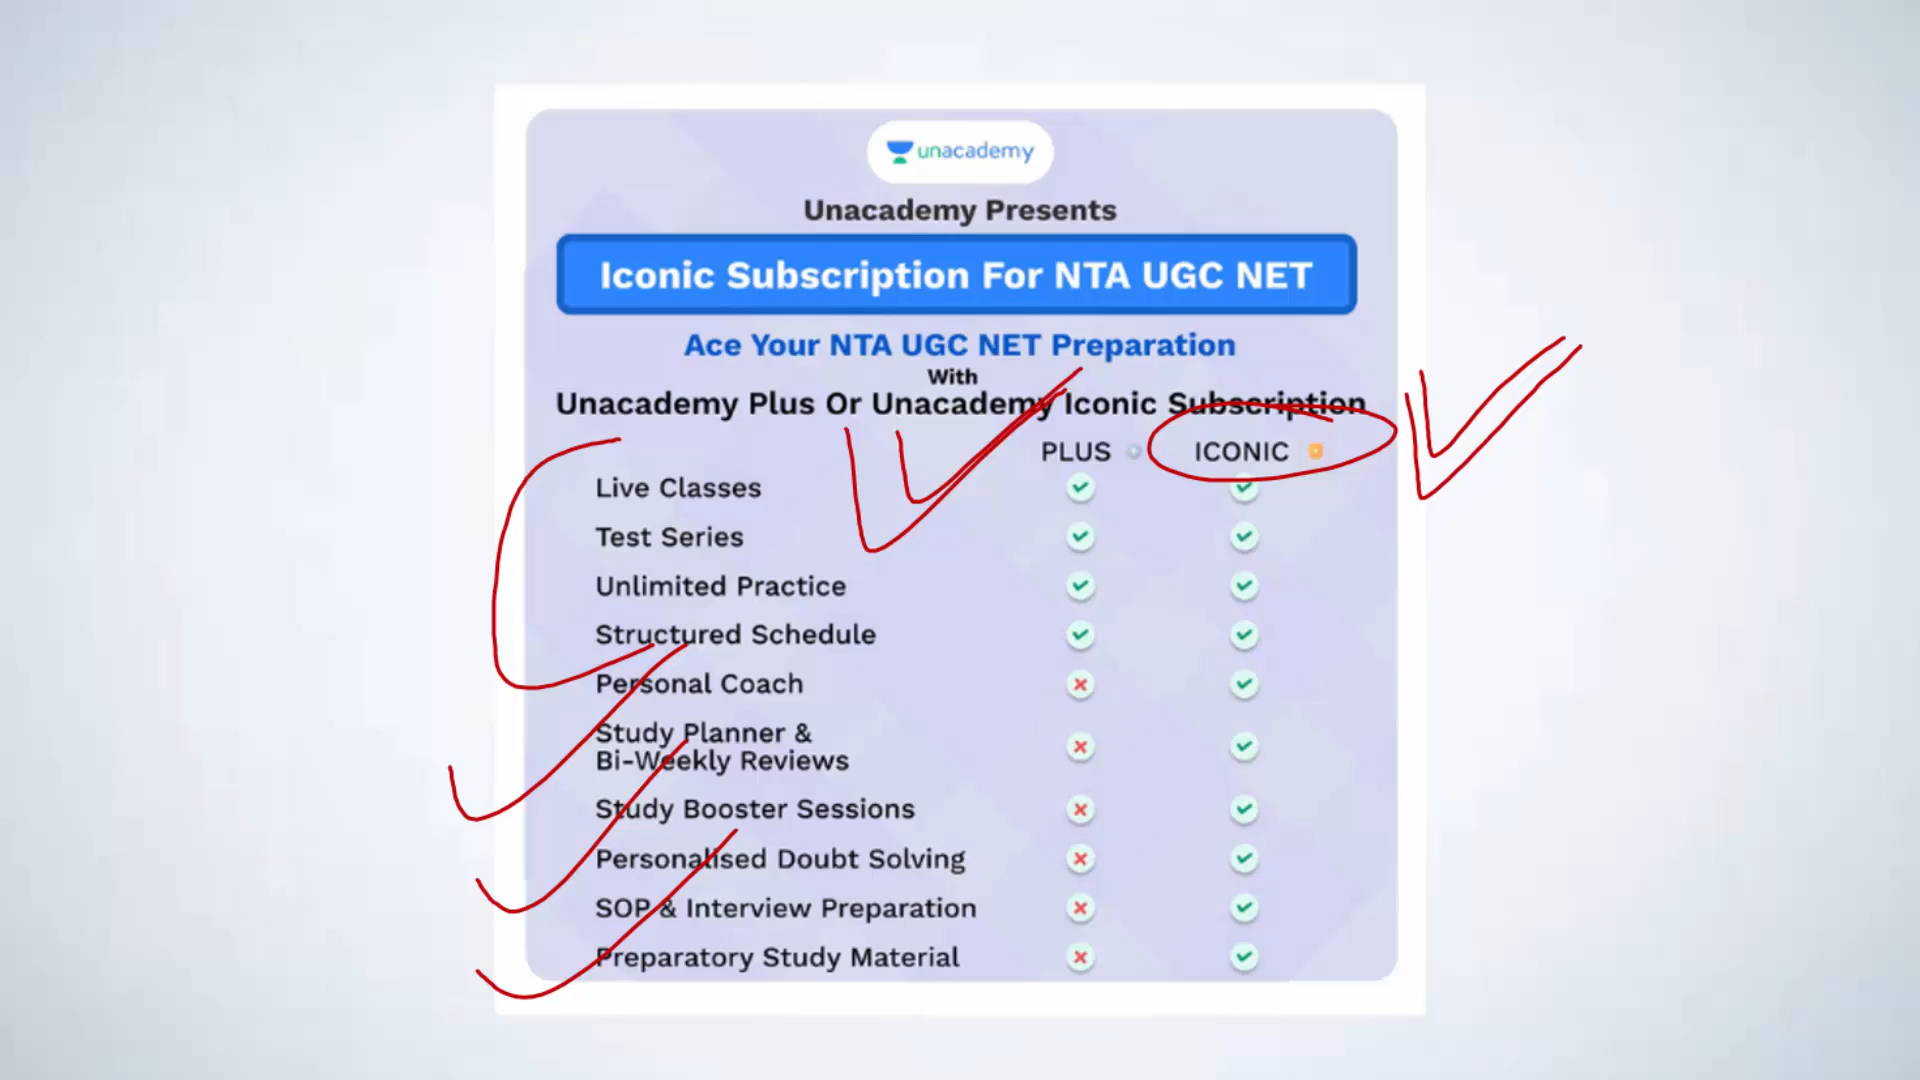 unacademy
Unacademy Presents
Iconic Subscription For NTA UGC NET
Ace Your NTA UGC NET Preparation
With
Unacademy Plus Or Unacademy Iconic Subscription
PLUS ICONIC
Live Classes
Test Series
Unlimited Practice
Structured Schedule
Personal Coach
Study Planner &
Bi-Weekly Reviews
Study Booster Sessions
Personalised Doubt Solving
SOP & Interview Preparation
Preparatory Study Material